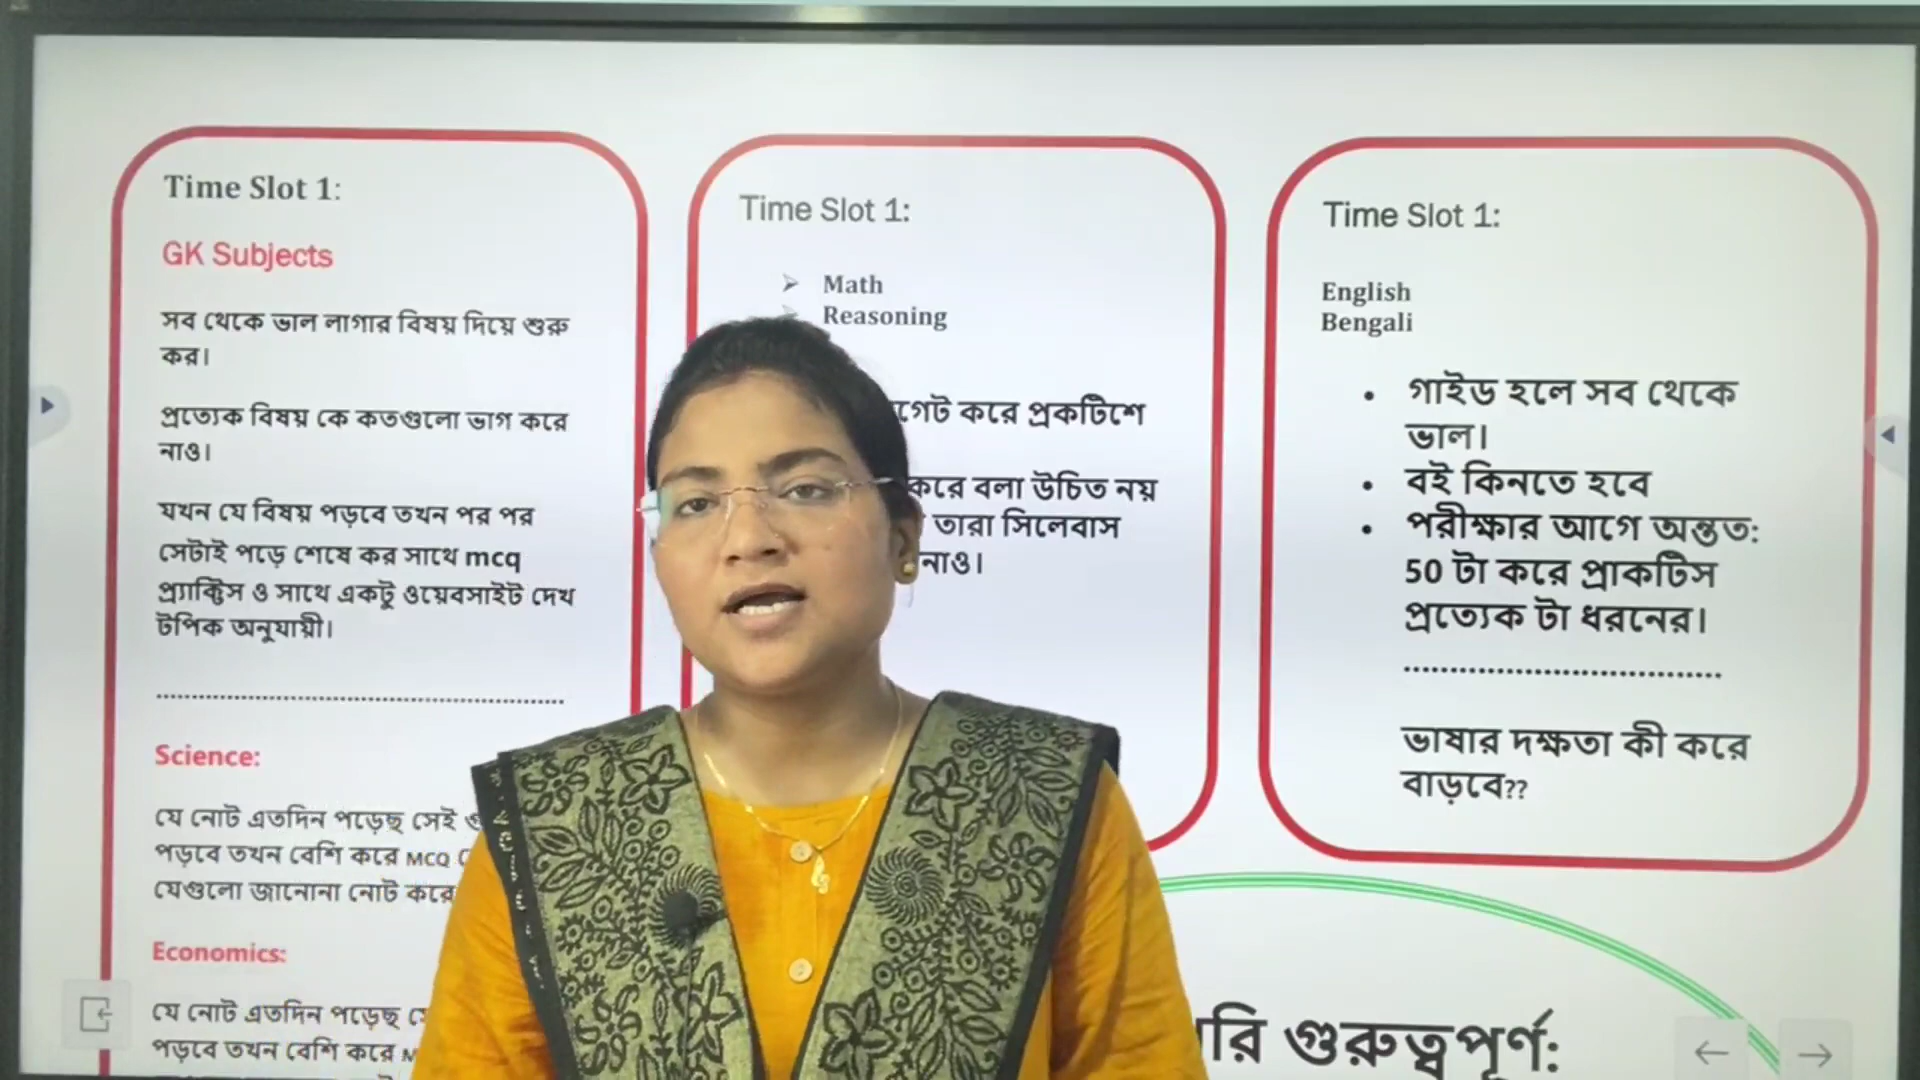 Time Slot 1:
GK Subjects
সব থেকে ভাল লাগার বিষয় দিয়ে শুরু
কর।
প্রত্যেক বিষয় কে কতগুলো ভাগ করে
নাও।
যখন যে বিষয় পড়বে তখন পর পর
সেটাই পড়ে শেষে কর সাথে mcq
প্র্যাক্টিস ও সাথে একটু ওয়েবসাইট দেখ
টপিক অনুযায়ী।
Science:
যে নোট এতদিন পড়েছ সেই
পড়বে তখন বেশি করে MCQ
যেগুলো জানোনা নোট করে
Economics:
যে নোট এতদিন পড়েছ
পড়বে তখন বেশি করে
Time Slot 1:
Math
Reasoning
করে প্রকটিশে
করে বলা উচিত নয়
তারা সিলেবাস
নাও।
Time Slot 1:
English
Bengali
গাইড হলে সব থেকে
ভাল।
বই কিনতে হবে
পরীক্ষার আগে অন্তত:
50 টা করে প্রাকটিস
প্রত্যেক টা ধরনের।
ভাষার দক্ষতা কী করে
বাড়বে??
গুরুত্বপূর্ণ: